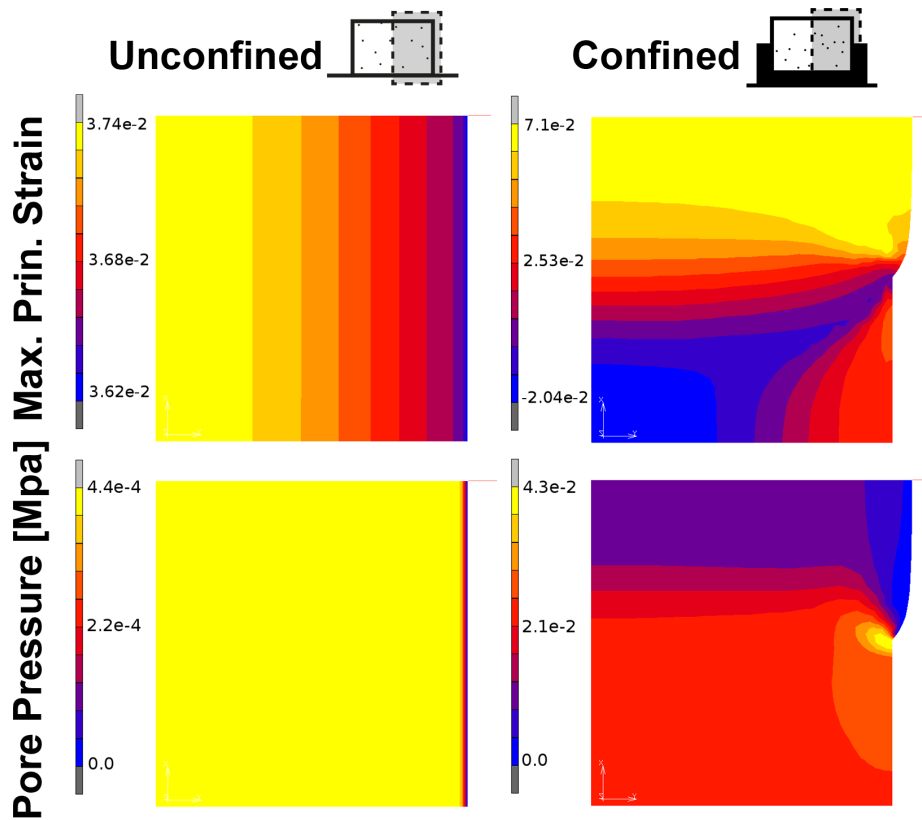 Unconfined
Confined
Max. Prin. Strain
3.74e-2
3.68e-2
3.62e-2
7.1e-2
2.53e-2
-2.04e-2
Pore Pressure [Mpa]
4.4e-4
2.2e-4
0.0
4.3e-2
2.1e-2
0.0